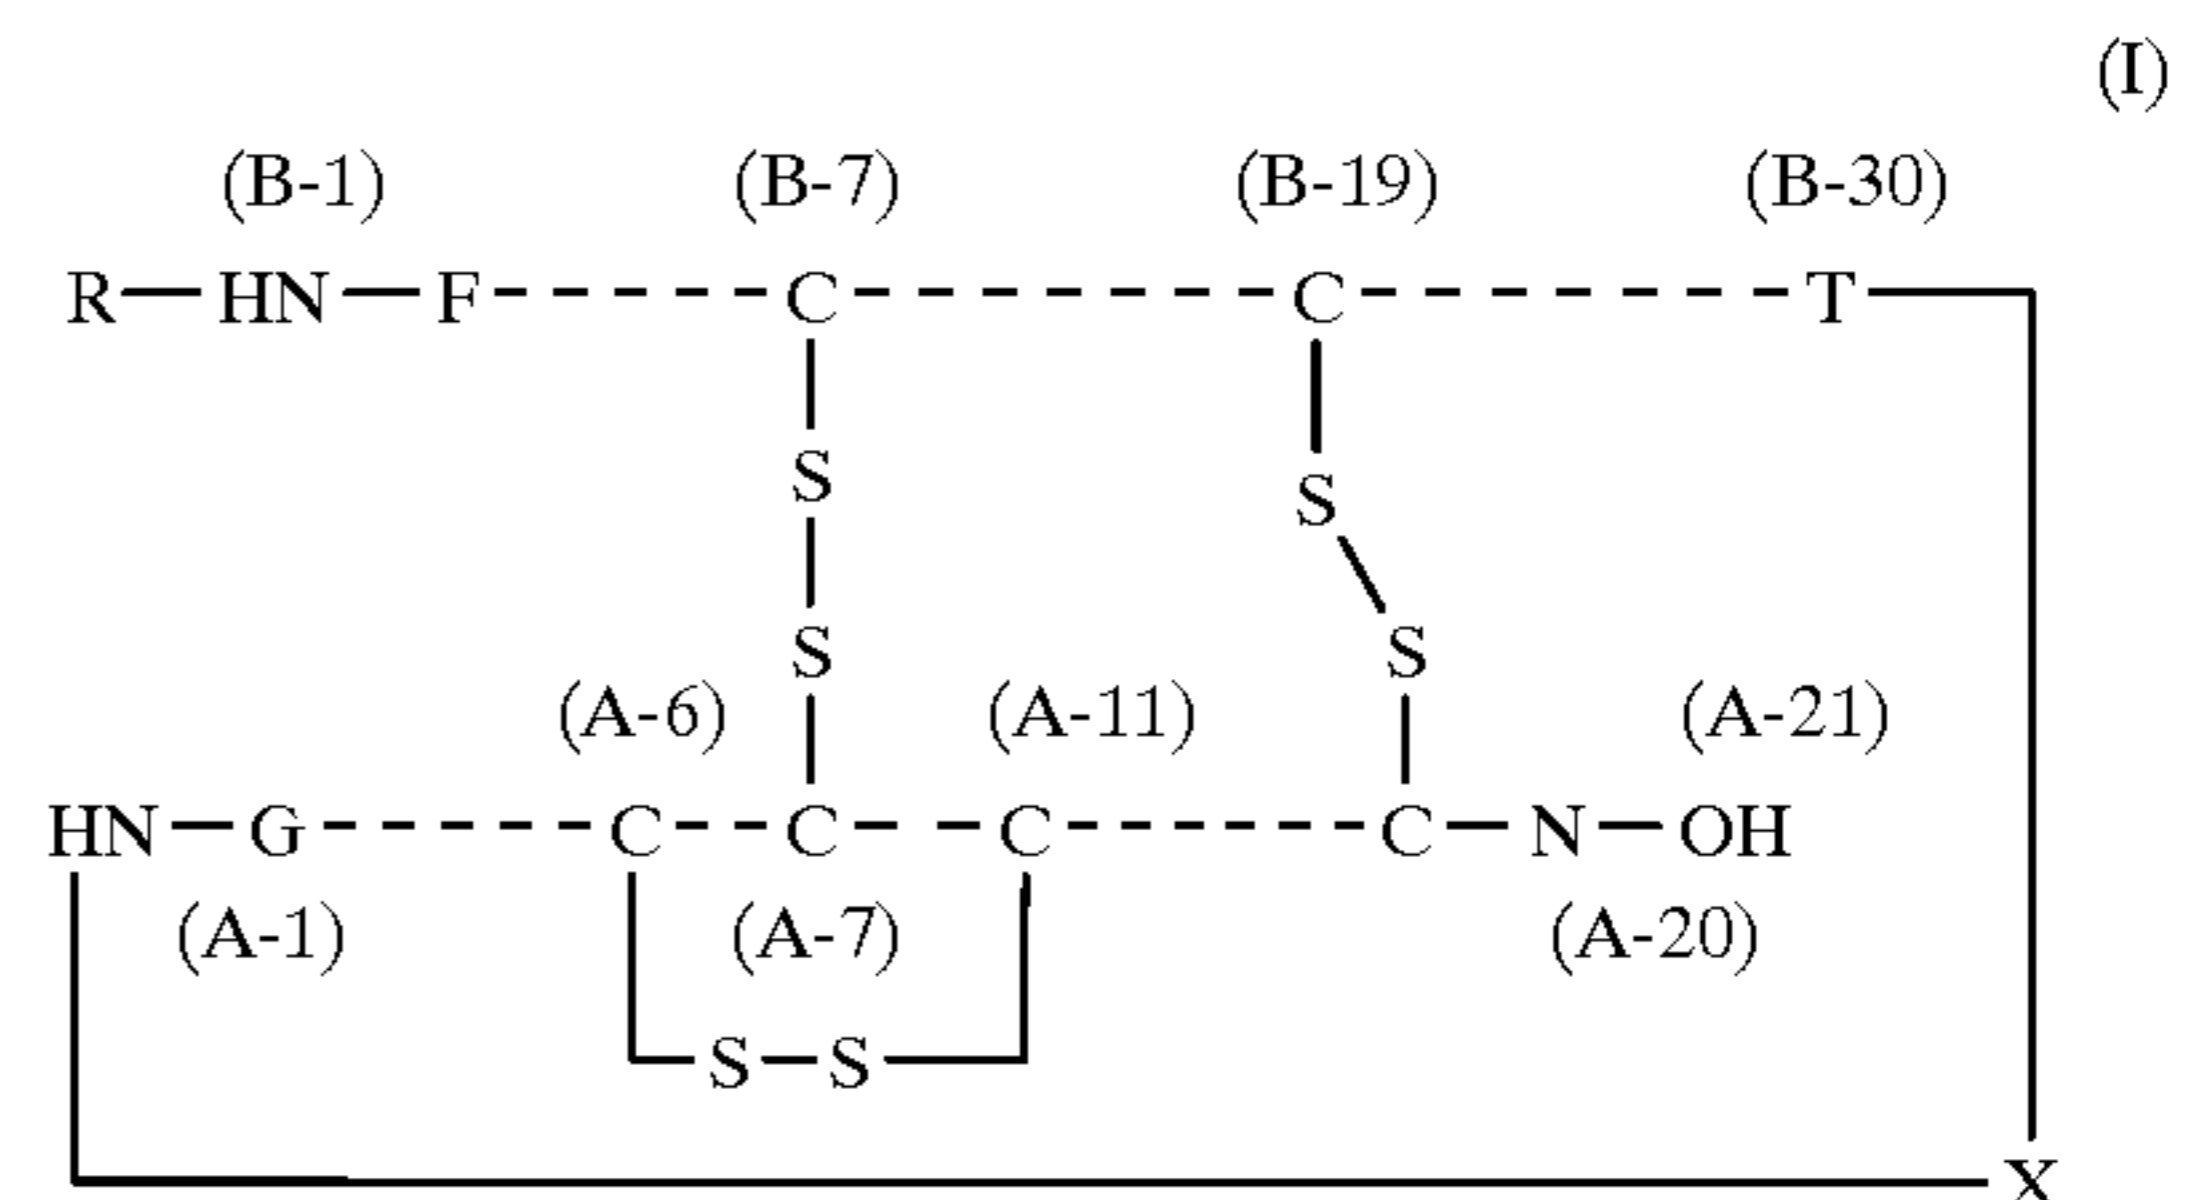 (I)
(B-1) (B-7) (B-19) (B-30)
R—HN—F - - - - - C - - - - - - C - - - - - - T
S S
S S
(A-6) (A-11) (A-21)
HN—G - - - - - C - - C - - C - - - - - - C—N—OH
(A-1) (A-7) (A-20)
S—S
X